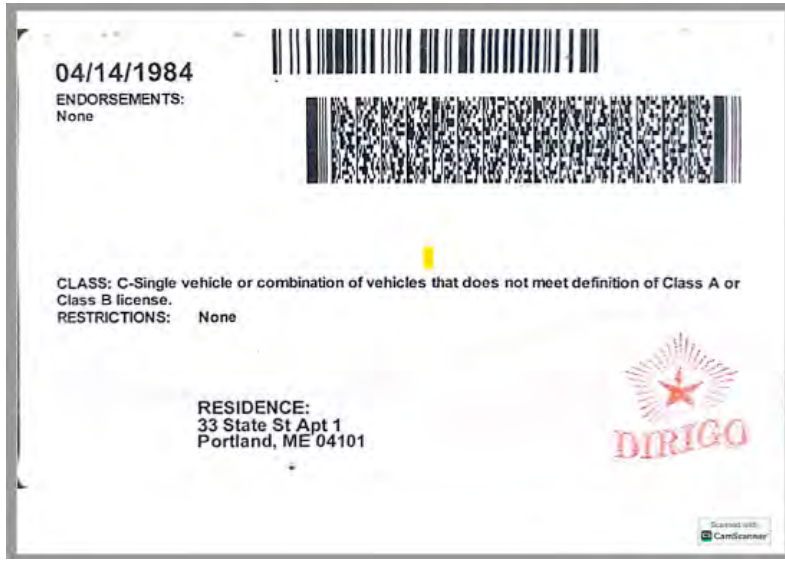 04/14/1984
ENDORSEMENTS:
None
CLASS: C-Single vehicle or combination of vehicles that does not meet definition of Class A or
Class B license.
RESTRICTIONS: None
RESIDENCE:
33 State St Apt 1
Portland, ME 04101
DIRIGO
Scanned with
CS CamScanner